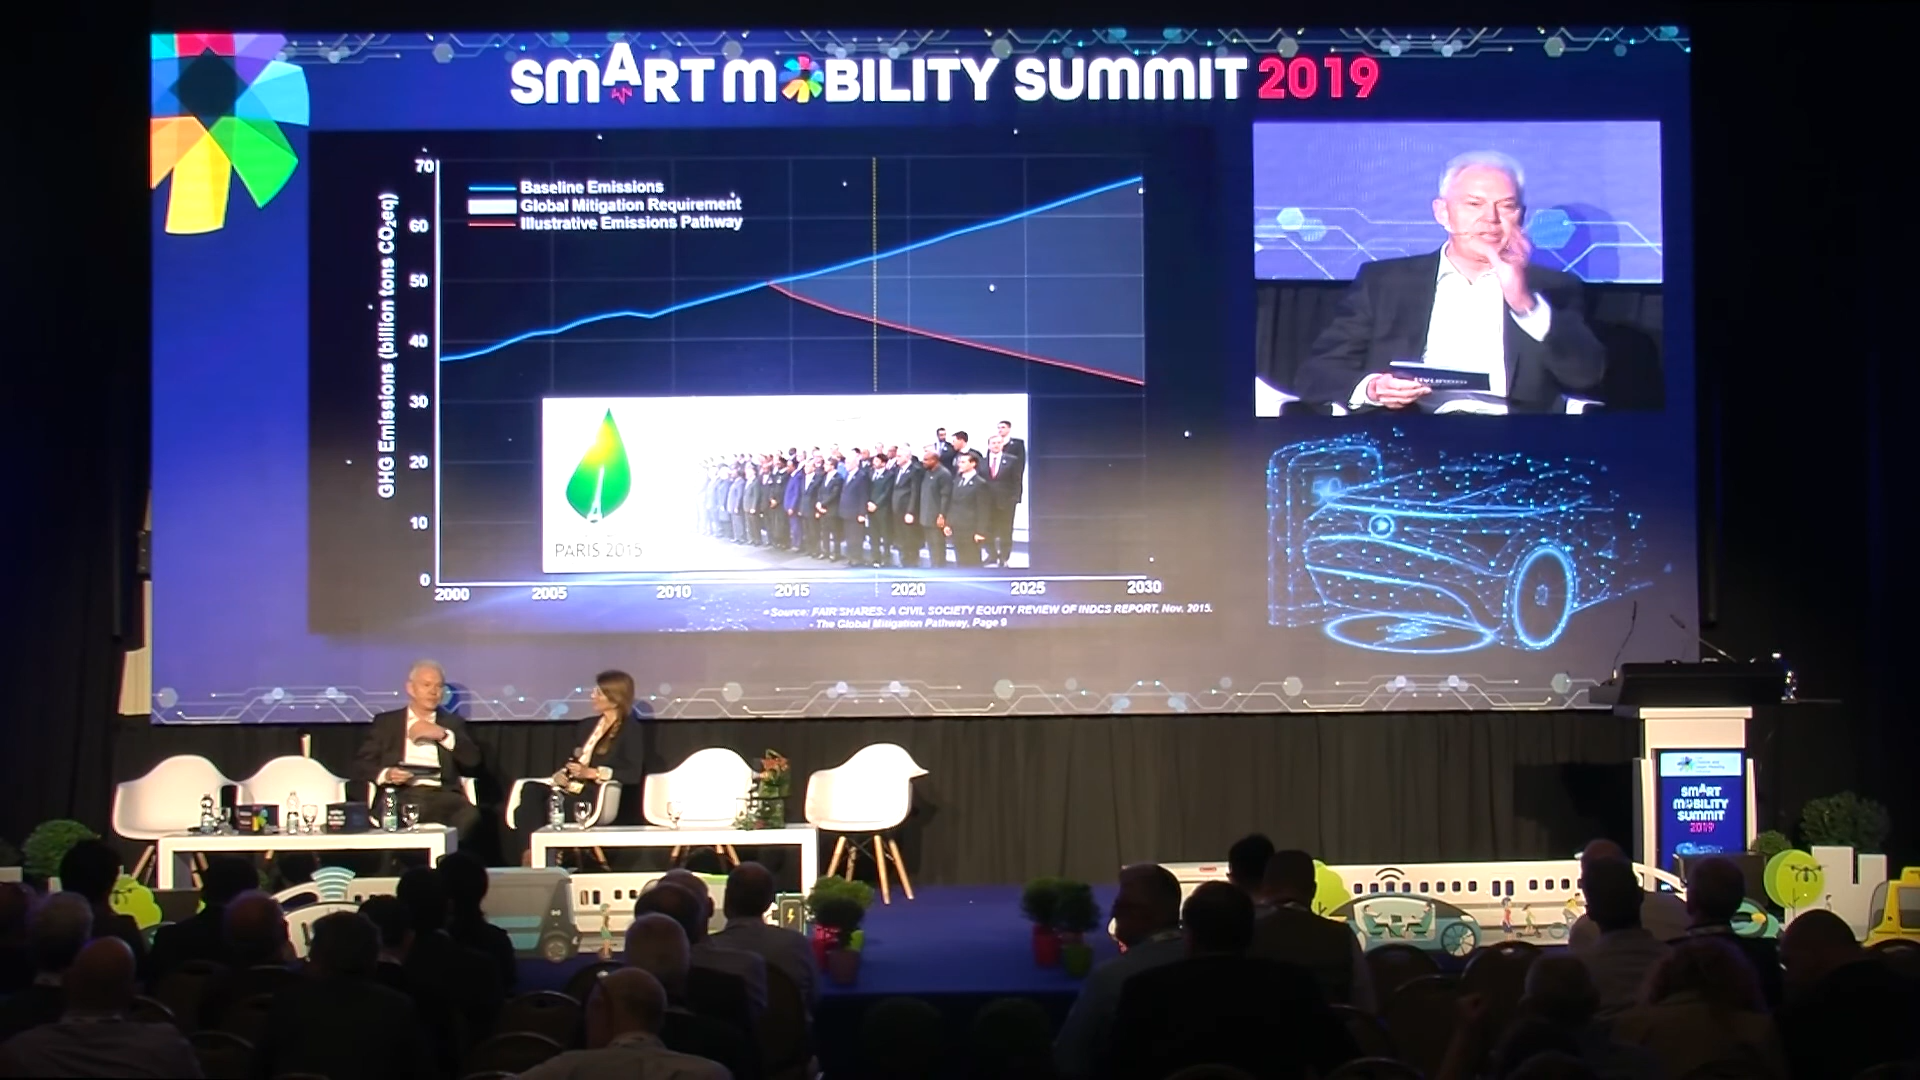 SMART MOBILITY SUMMIT 2019
Baseline Emissions
Global Mitigation Requirement
Illustrative Emissions Pathway
GHG Emissions (billion tons CO₂eq)
70
60
50
40
30
20
10
0
2000 2005 2010 2015 2020 2025 2030
PARIS 2015
* Source: FAIR SHARES: A CIVIL SOCIETY EQUITY REVIEW OF INDCS REPORT, Nov. 2015.
- The Global Mitigation Pathway, Page 9
SMART
MOBILITY
SUMMIT
2019